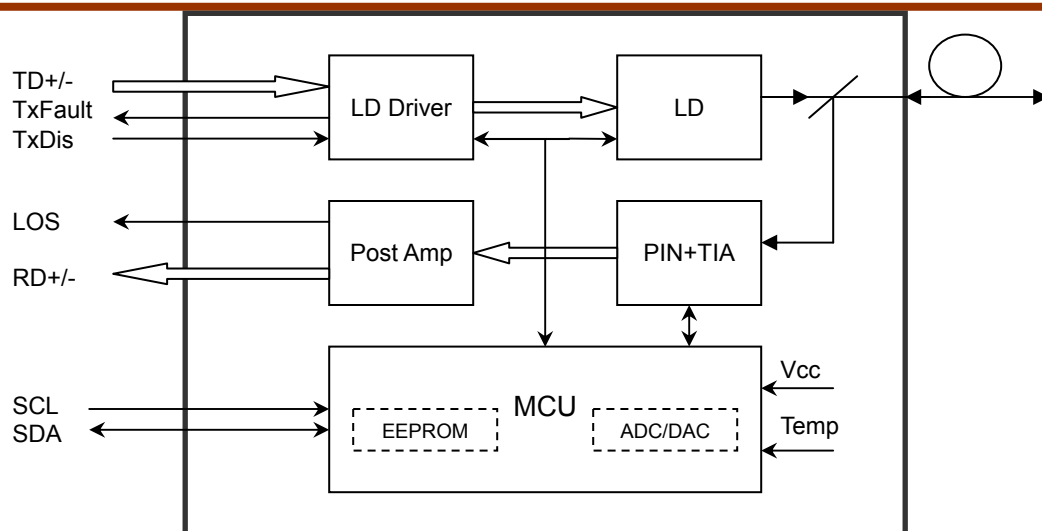 TD+/-
TxFault
TxDis
LD Driver
LD
LOS
RD+/-
Post Amp
PIN+TIA
SCL
SDA
MCU
EEPROM
ADC/DAC
Vcc
Temp